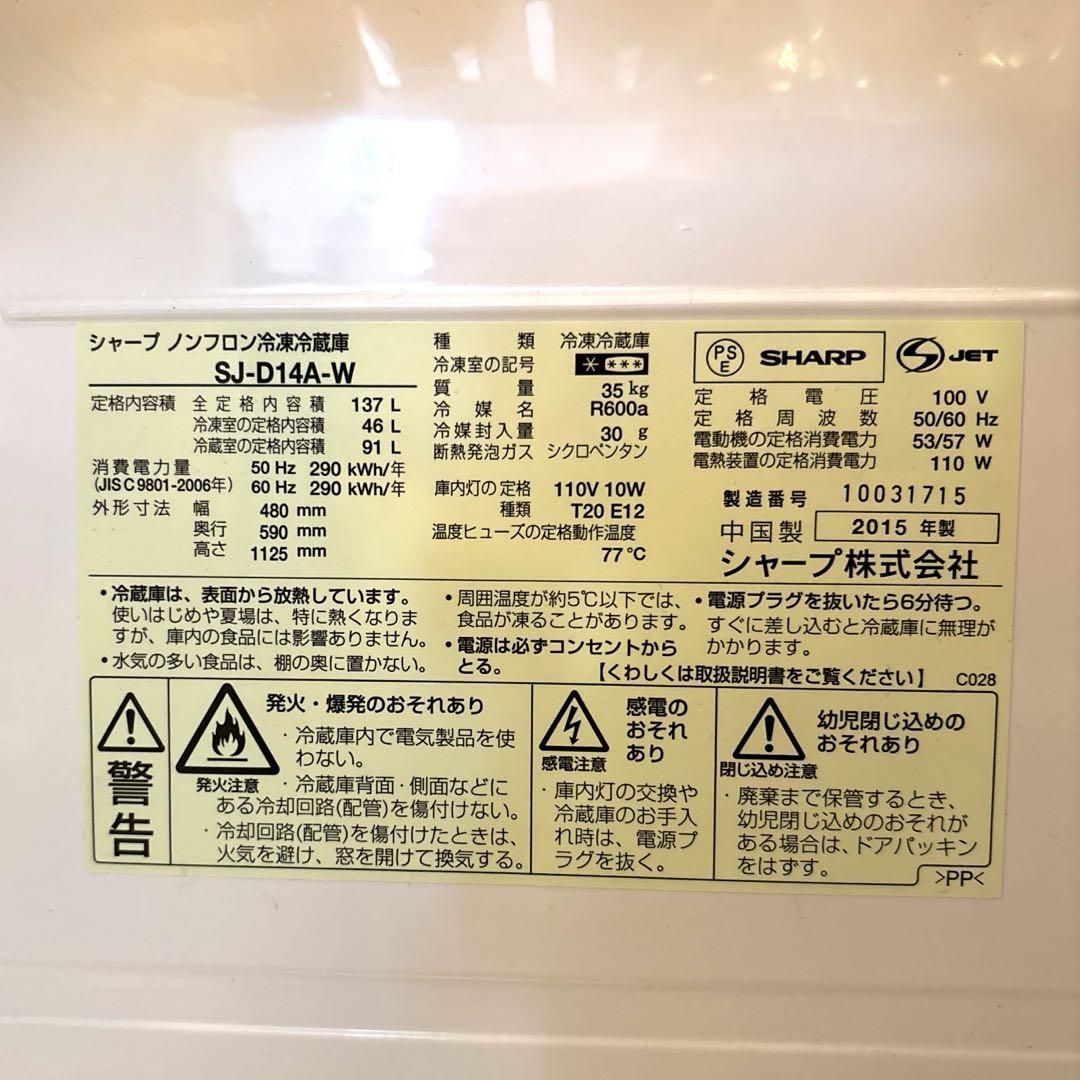 シャープ ノンフロン冷凍冷蔵庫
SJ-D14A-W
定格内容積 全定格内容積 137 L
冷凍室の定格内容積 46 L
冷蔵室の定格内容積 91 L
消費電力量 50 Hz 290 kWh/年
(JIS C 9801-2006年) 60 Hz 290 kWh/年
外形寸法 幅 480 mm
奥行 590 mm
高さ 1125 mm
種類 冷凍冷蔵庫
冷凍室の記号 * ***
質量 35 kg
冷媒名 R600a
冷媒封入量 30 g
断熱発泡ガス シクロペンタン
庫内灯の定格 110V 10W
種類 T20 E12
温度ヒューズの定格動作温度
77 ℃
PS E SHARP S JET
定格電圧 100 V
定格周波数 50/60 Hz
電動機の定格消費電力 53/57 W
電熱装置の定格消費電力 110 W
製造番号 10031715
中国製 2015 年製
シャープ株式会社
・冷蔵庫は、表面から放熱しています。
使いはじめや夏場は、特に熱くなりま
すが、庫内の食品には影響ありません。
・水気の多い食品は、棚の奥に置かない。
・周囲温度が約5℃以下では、
食品が凍ることがあります。
・電源は必ずコンセントから
とる。
・電源プラグを抜いたら6分待つ。
すぐに差し込むと冷蔵庫に無理が
かかります。
【くわしくは取扱説明書をご覧ください】 C028
警告
発火注意
発火・爆発のおそれあり
・冷蔵庫内で電気製品を使
わない。
・冷蔵庫背面・側面などに
ある冷却回路(配管)を傷付けない。
・冷却回路(配管)を傷付けたときは、
火気を避け、窓を開けて換気する。
感電注意
感電の
おそれ
あり
・庫内灯の交換や
冷蔵庫のお手入
れ時は、電源プ
ラグを抜く。
閉じ込め注意
幼児閉じ込めの
おそれあり
・廃棄まで保管するとき、
幼児閉じ込めのおそれが
ある場合は、ドアパッキン
をはずす。
>PP<